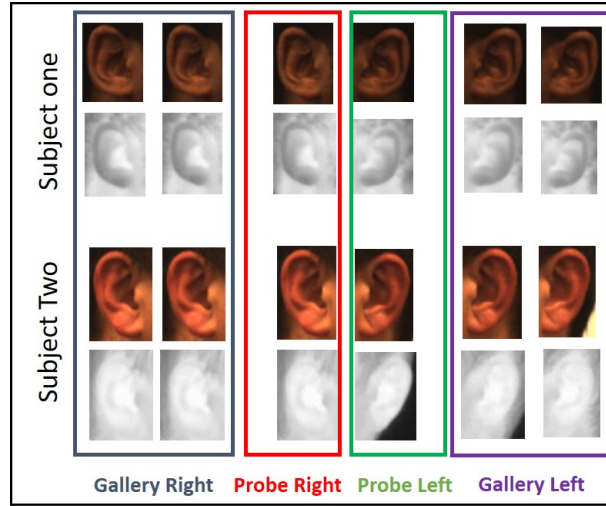 Subject one
Subject Two
Gallery Right
Probe Right
Probe Left
Gallery Left